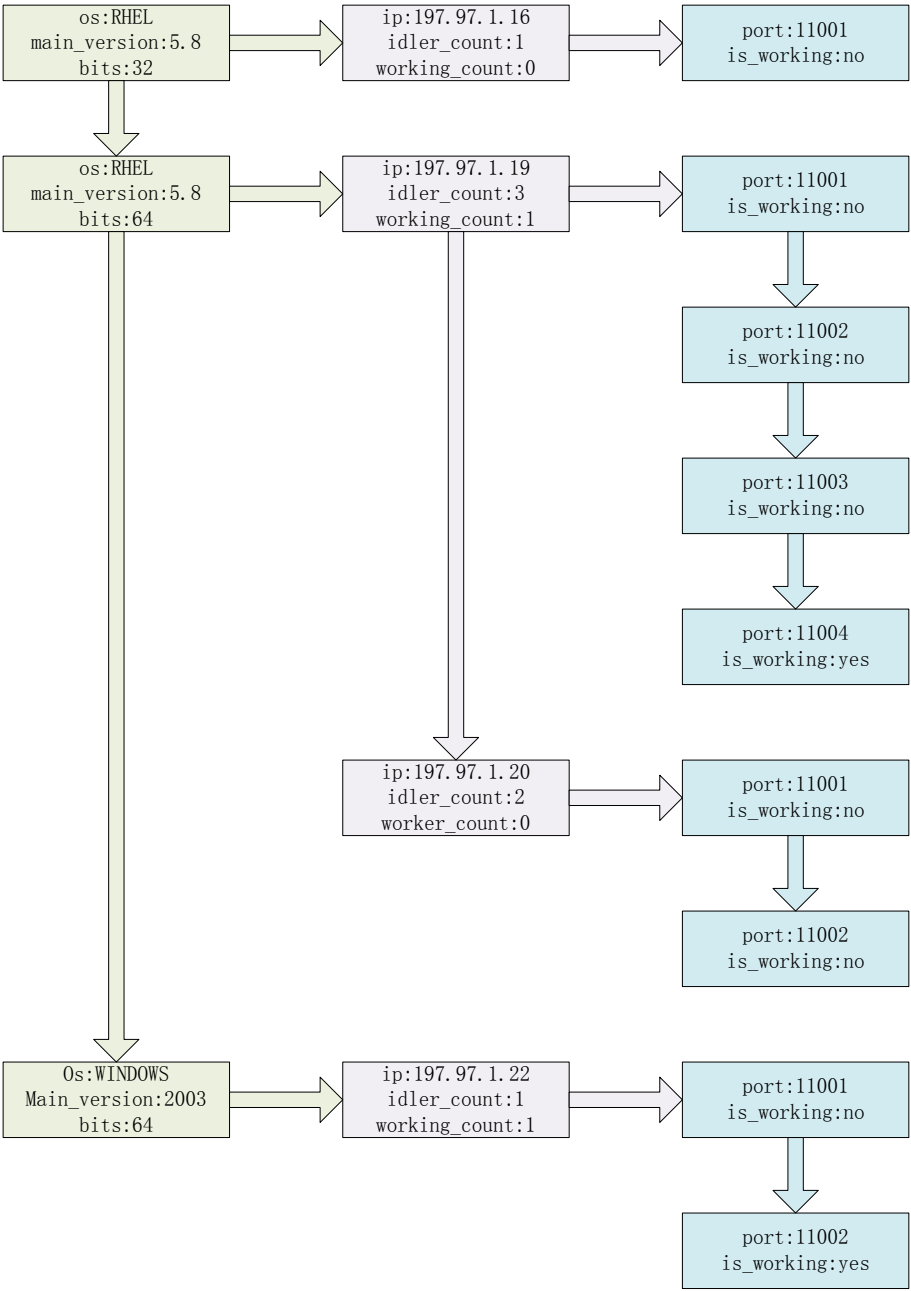 os:RHEL
main_version:5.8
bits:32
ip:197.97.1.16
idler_count:1
working_count:0
port:11001
is_working:no
os:RHEL
main_version:5.8
bits:64
ip:197.97.1.19
idler_count:3
working_count:1
port:11001
is_working:no
port:11002
is_working:no
port:11003
is_working:no
port:11004
is_working:yes
ip:197.97.1.20
idler_count:2
worker_count:0
port:11001
is_working:no
port:11002
is_working:no
Os:WINDOWS
Main_version:2003
bits:64
ip:197.97.1.22
idler_count:1
working_count:1
port:11001
is_working:no
port:11002
is_working:yes